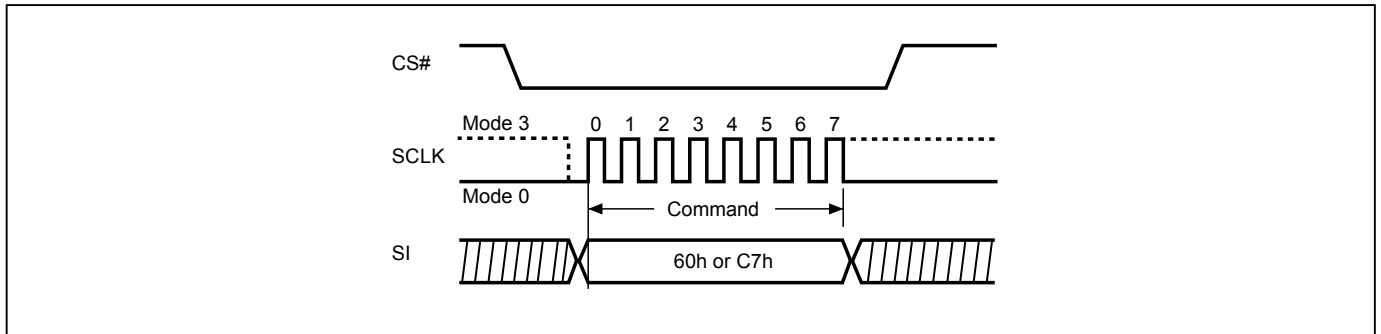 CS#
Mode 3
0 1 2 3 4 5 6 7
SCLK
Mode 0
Command
SI
60h or C7h